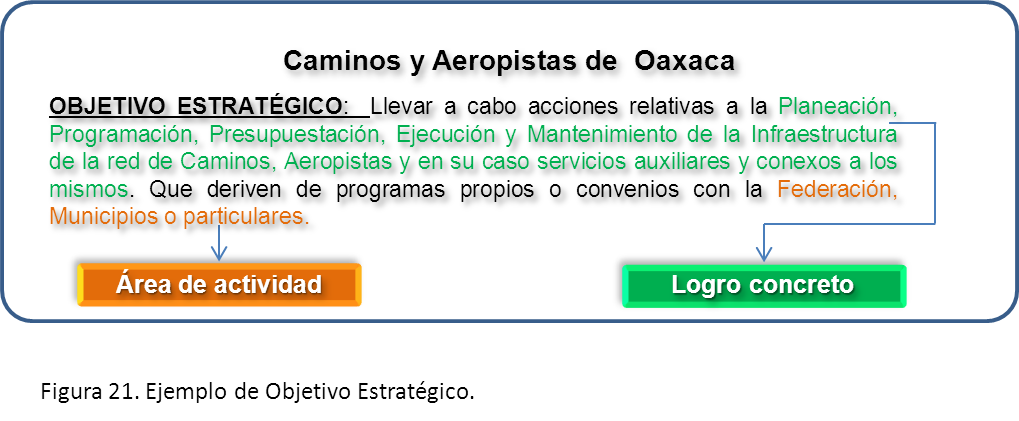 Caminos y Aeropistas de Oaxaca
OBJETIVO ESTRATÉGICO: Llevar a cabo acciones relativas a la Planeación,
Programación, Presupuestación, Ejecución y Mantenimiento de la Infraestructura
de la red de Caminos, Aeropistas y en su caso servicios auxiliares y conexos a los
mismos. Que deriven de programas propios o convenios con la Federación,
Municipios o particulares.
Área de actividad
Logro concreto
Figura 21. Ejemplo de Objetivo Estratégico.